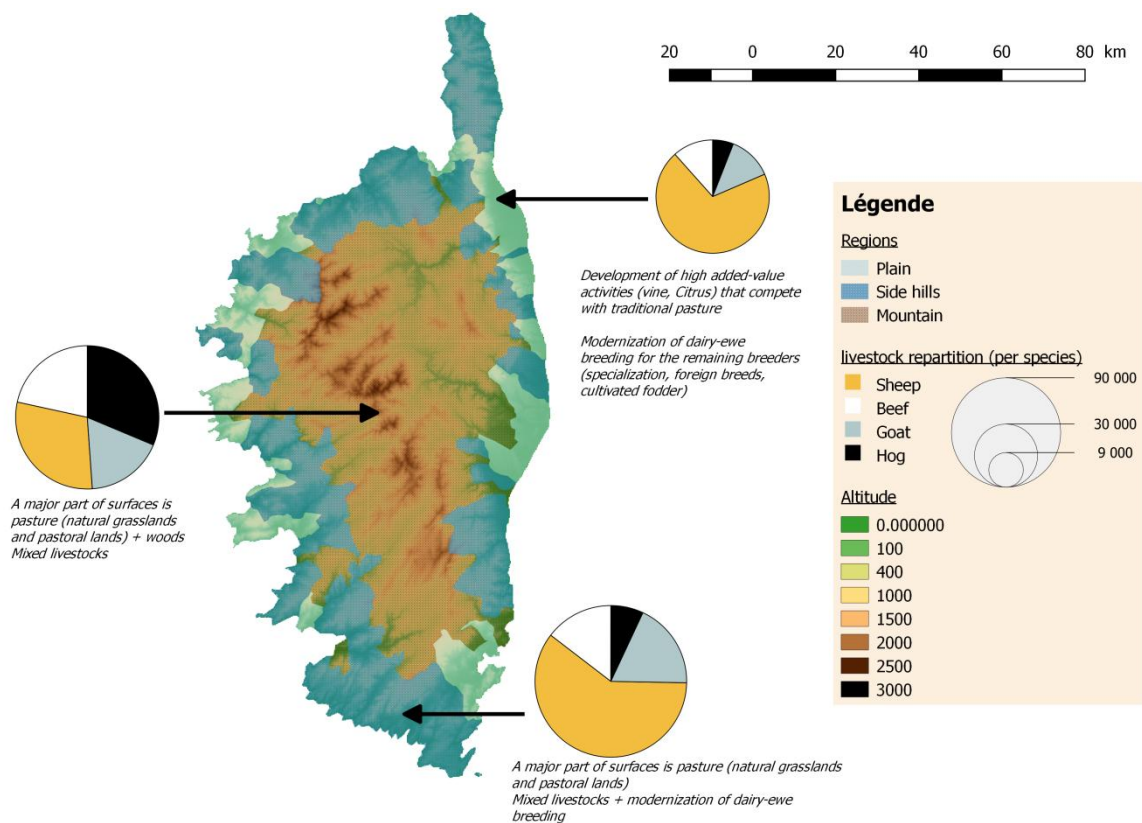 20 0 20 40 60 80 km
Development of high added-value
activities (vine, Citrus) that compete
with traditional pasture
Modernization of dairy-ewe
breeding for the remaining breeders
(specialization, foreign breeds,
cultivated fodder)
A major part of surfaces is
pasture (natural grasslands
and pastoral lands) + woods
Mixed livestocks
A major part of surfaces is pasture (natural grasslands
and pastoral lands)
Mixed livestocks + modernization of dairy-ewe
breeding
Légende
Regions
Plain
Side hills
Mountain
livestock repartition (per species)
Sheep
Beef
Goat
Hog
90 000
30 000
9 000
Altitude
0.000000
100
400
1000
1500
2000
2500
3000